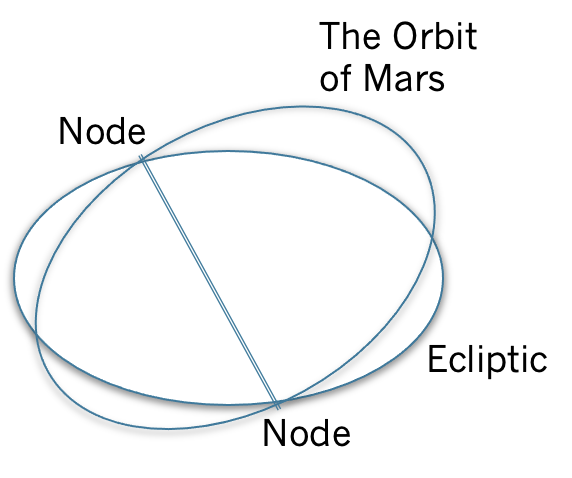 The Orbit
of Mars
Node
Ecliptic
Node